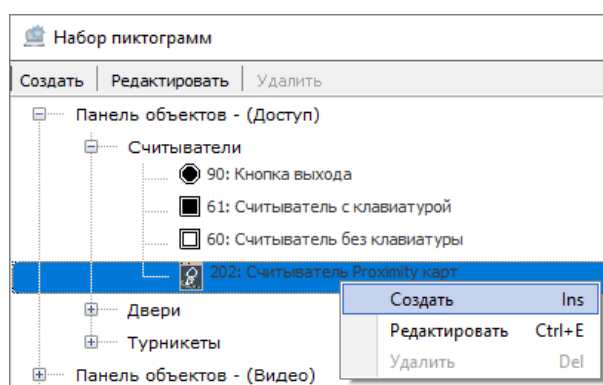 Набор пиктограмм
Создать Редактировать Удалить
Панель объектов - (Доступ)
Считыватели
90: Кнопка выхода
61: Считыватель с клавиатурой
60: Считыватель без клавиатуры
202: Считыватель Proximity карт
Создать Ins
Двери
Редактировать Ctrl+E
Турникеты
Удалить Del
Панель объектов - (Видео)